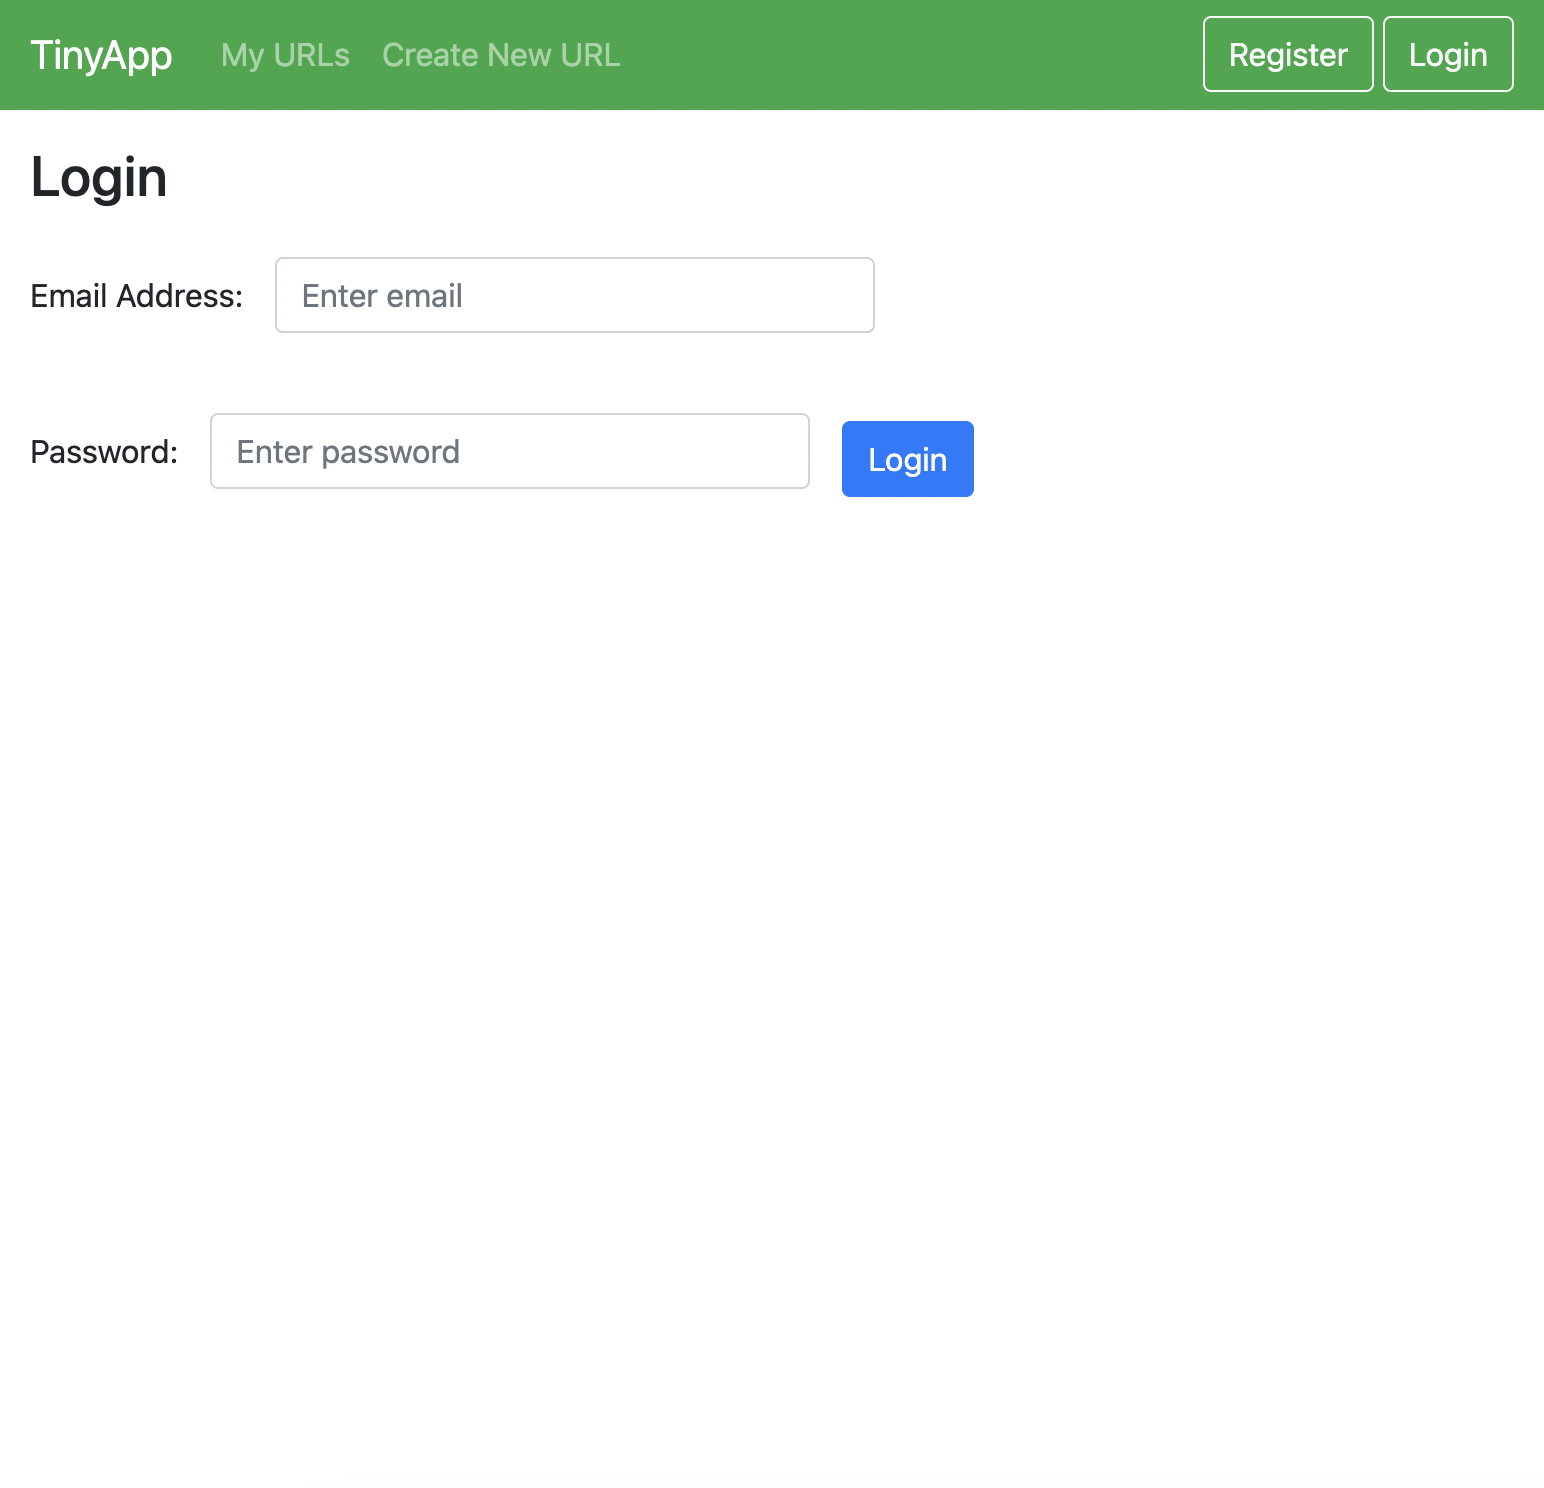 TinyApp My URLs Create New URL Register Login
Login
Email Address: Enter email
Password: Enter password Login